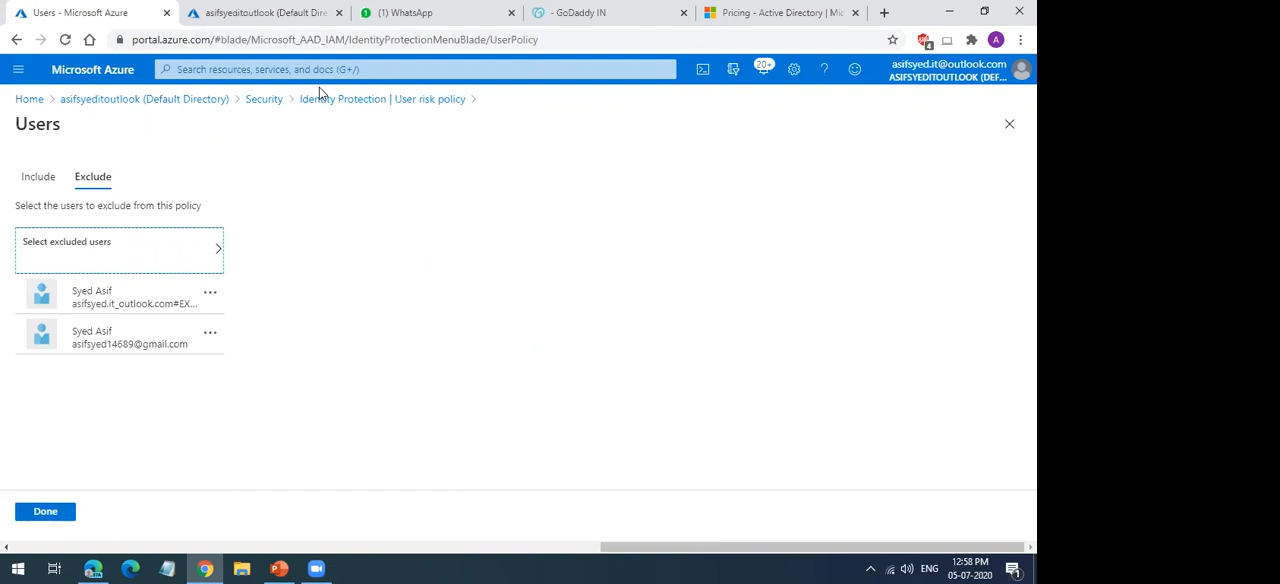 Users - Microsoft Azure
asifsyeditoutlook (Default Dire
(1) WhatsApp
- GoDaddy IN
Pricing - Active Directory | Mic
portal.azure.com/#blade/Microsoft_AAD_IAM/IdentityProtectionMenuBlade/UserPolicy
4
A
Microsoft Azure
Search resources, services, and docs (G+/)
20+
asifsyed.it@outlook.com
ASIFSYEDITOUTLOOK (DEF...
Home > asifsyeditoutlook (Default Directory) > Security > Identity Protection | User risk policy >
Users
Include
Exclude
Select the users to exclude from this policy
Select excluded users
Syed Asif
asifsyed.it_outlook.com#EX...
Syed Asif
asifsyed14689@gmail.com
Done
ENG
12:58 PM
05-07-2020
1